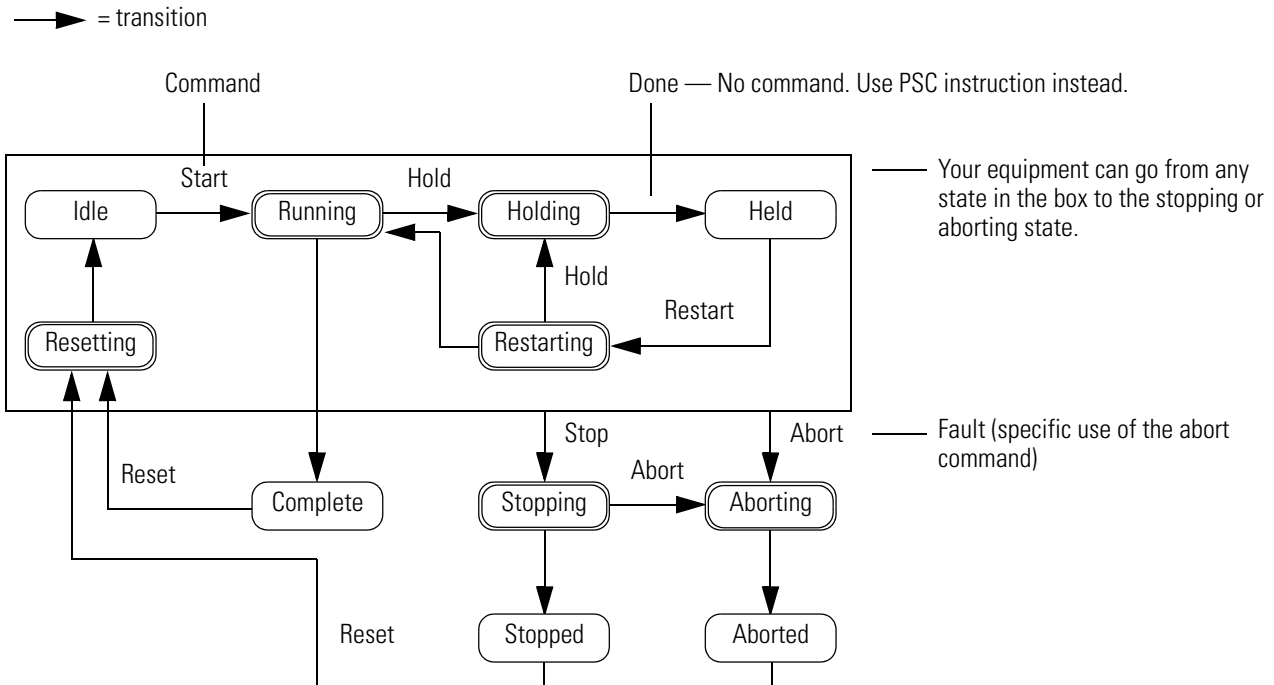 = transition
Command
Done — No command. Use PSC instruction instead.
Start
Hold
Your equipment can go from any
state in the box to the stopping or
aborting state.
Idle
Running
Holding
Held
Hold
Restart
Resetting
Restarting
Stop
Abort
Fault (specific use of the abort
command)
Reset
Abort
Complete
Stopping
Aborting
Reset
Stopped
Aborted